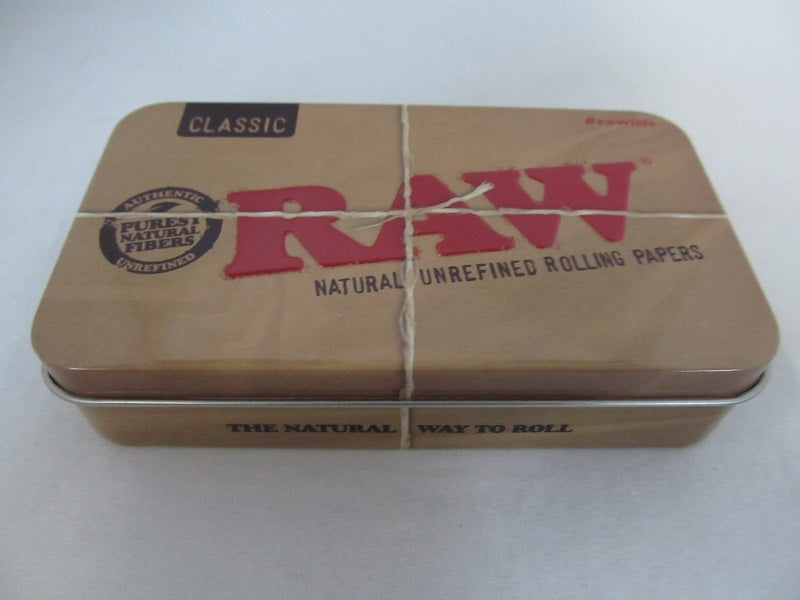 CLASSIC
#rawlife
AUTHENTIC
PUREST
NATURAL
FIBERS
UNREFINED
RAW®
NATURAL UNREFINED ROLLING PAPERS
THE NATURAL WAY TO ROLL